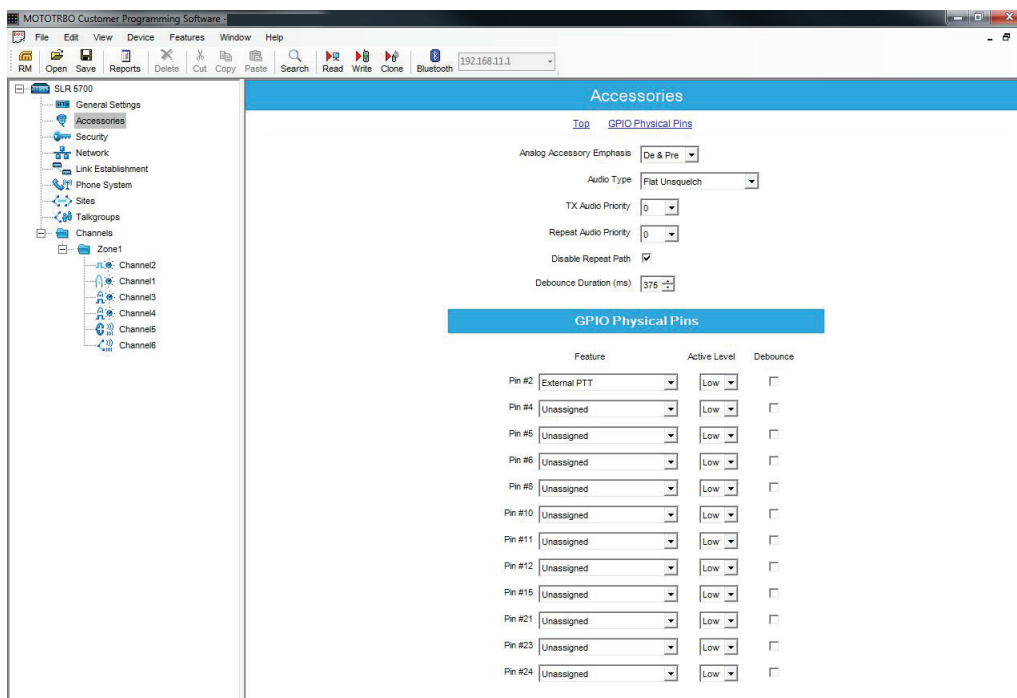 MOTOTRBO Customer Programming Software -
File Edit View Device Features Window Help
RM Open Save Reports Delete Cut Copy Paste Search Read Write Clone Bluetooth 192.168.11.1
SLR 5700
General Settings
Accessories
Security
Network
Link Establishment
Phone System
Sites
Talkgroups
Channels
Zone1
Channel2
Channel1
Channel3
Channel4
Channel5
Channel6
Accessories
Top GPIO Physical Pins
Analog Accessory Emphasis De & Pre
Audio Type Flat Unsquelch
TX Audio Priority 0
Repeat Audio Priority 0
Disable Repeat Path
Debounce Duration (ms) 375
GPIO Physical Pins
Feature Active Level Debounce
Pin #2 External PTT Low
Pin #4 Unassigned Low
Pin #5 Unassigned Low
Pin #6 Unassigned Low
Pin #8 Unassigned Low
Pin #10 Unassigned Low
Pin #11 Unassigned Low
Pin #12 Unassigned Low
Pin #15 Unassigned Low
Pin #21 Unassigned Low
Pin #23 Unassigned Low
Pin #24 Unassigned Low